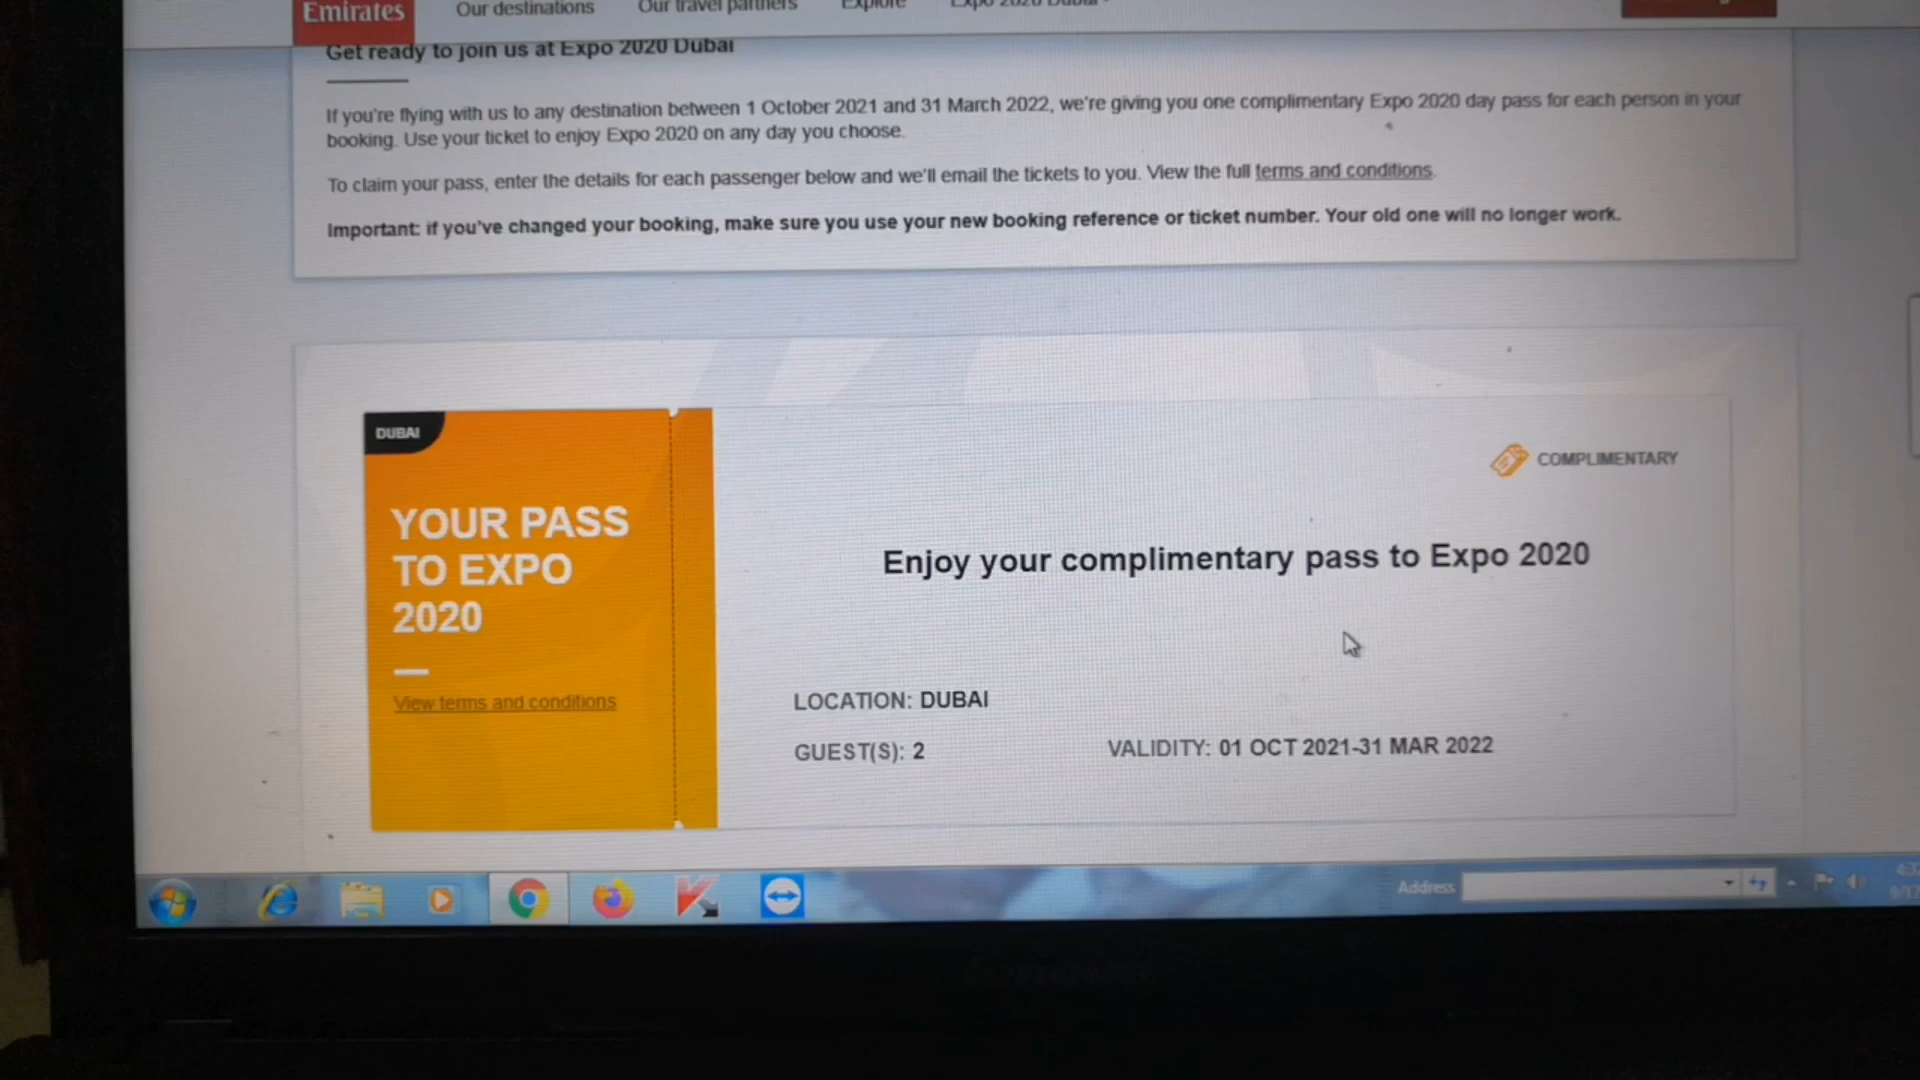 Emirates
Our destinations
Our travel partners
Explore
Expo 2020 Dubai
Get ready to join us at Expo 2020 Dubai
If you're flying with us to any destination between 1 October 2021 and 31 March 2022, we're giving you one complimentary Expo 2020 day pass for each person in your
booking. Use your ticket to enjoy Expo 2020 on any day you choose.
To claim your pass, enter the details for each passenger below and we'll email the tickets to you. View the full terms and conditions.
Important: if you've changed your booking, make sure you use your new booking reference or ticket number. Your old one will no longer work.
DUBAI
YOUR PASS
TO EXPO
2020
View terms and conditions
COMPLIMENTARY
Enjoy your complimentary pass to Expo 2020
LOCATION: DUBAI
GUEST(S): 2
VALIDITY: 01 OCT 2021-31 MAR 2022
Address